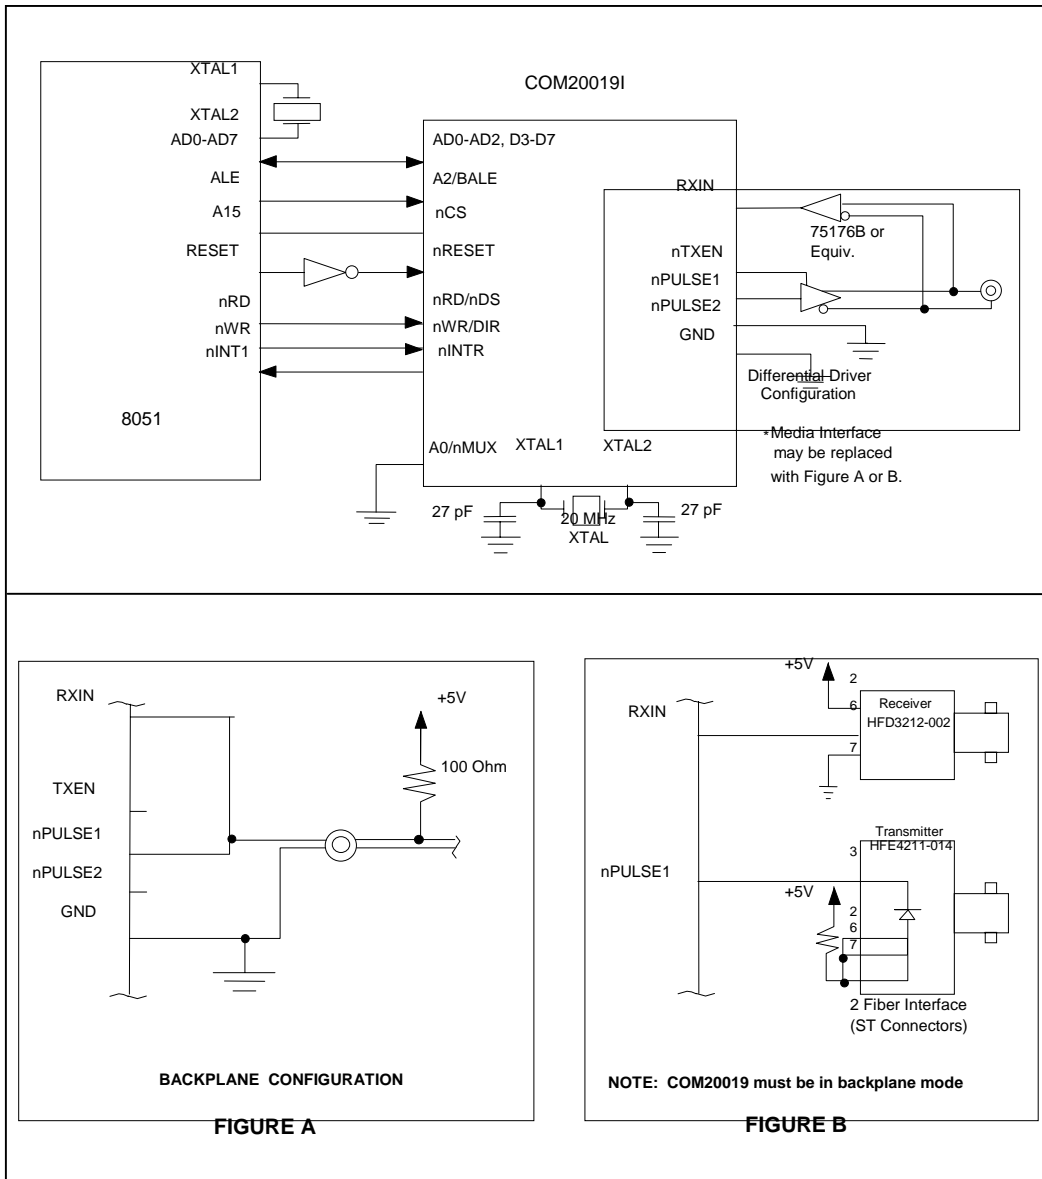 COM20019I
XTAL1
XTAL2
AD0-AD7
ALE
A15
RESET
nRD
nWR
nINT1
8051
AD0-AD2, D3-D7
A2/BALE
nCS
nRESET
nRD/nDS
nWR/DIR
nINTR
A0/nMUX
XTAL1
XTAL2
RXIN
nTXEN
nPULSE1
nPULSE2
GND
75176B or
Equiv.
Differential Driver
Configuration
*Media Interface
may be replaced
with Figure A or B.
27 pF
20 MHz
XTAL
27 pF
RXIN
TXEN
nPULSE1
nPULSE2
GND
+5V
100 Ohm
BACKPLANE CONFIGURATION
FIGURE A
RXIN
nPULSE1
+5V
2
6
7
Receiver
HFD3212-002
Transmitter
HFE4211-014
3
+5V
2
6
7
2 Fiber Interface
(ST Connectors)
NOTE: COM20019 must be in backplane mode
FIGURE B